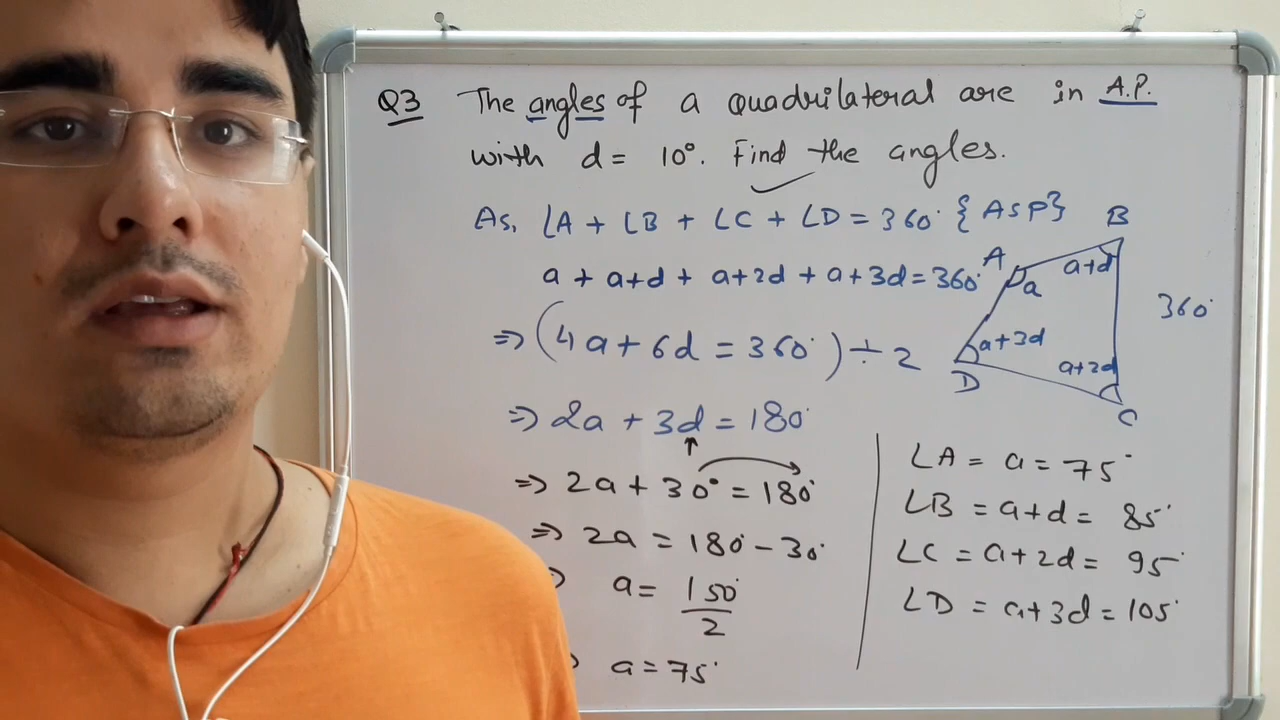 Q3 The angles of a quadrilateral are in A.P.
with d = 10°. Find the angles.
As, ∠A + ∠B + ∠C + ∠D = 360° {ASP}
a + a+d + a+2d + a+3d = 360°
⇒ (4a + 6d = 360°) ÷ 2
⇒ 2a + 3d = 180°
⇒ 2a + 30° = 180°
⇒ 2a = 180° - 30°
a = 150°/2
a = 75°
A
B
a
a+d
360°
a+3d
a+2d
D
C
∠A = a = 75°
∠B = a+d = 85°
∠C = a+2d = 95°
∠D = a+3d = 105°